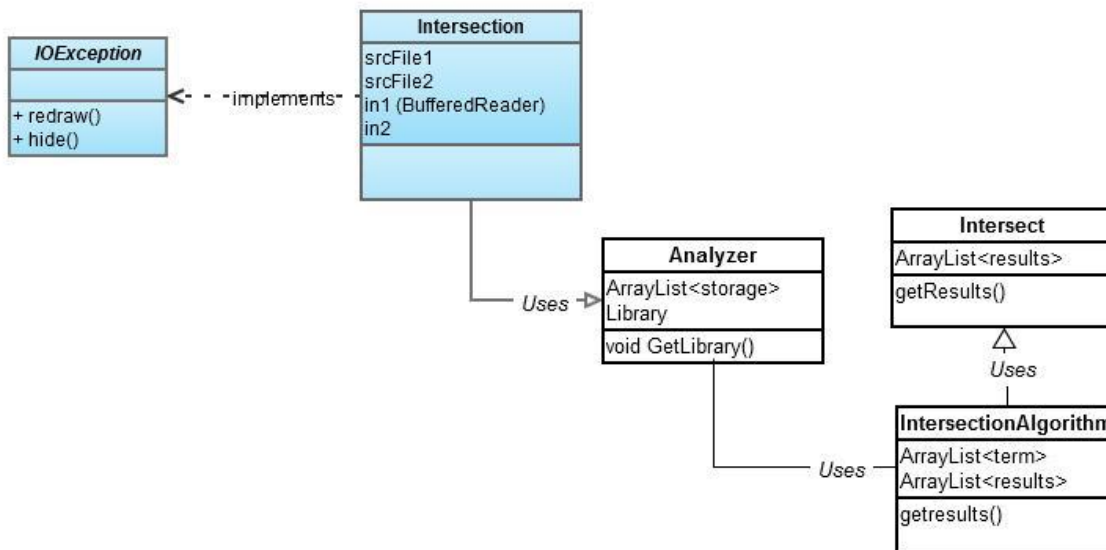 IOException
+ redraw()
+ hide()
implements
Intersection
srcFile1
srcFile2
in1 (BufferedReader)
in2
Uses
Analyzer
ArrayList<storage>
Library
void GetLibrary()
Uses
Intersect
ArrayList<results>
getResults()
Uses
IntersectionAlgorithm
ArrayList<term>
ArrayList<results>
getresults()